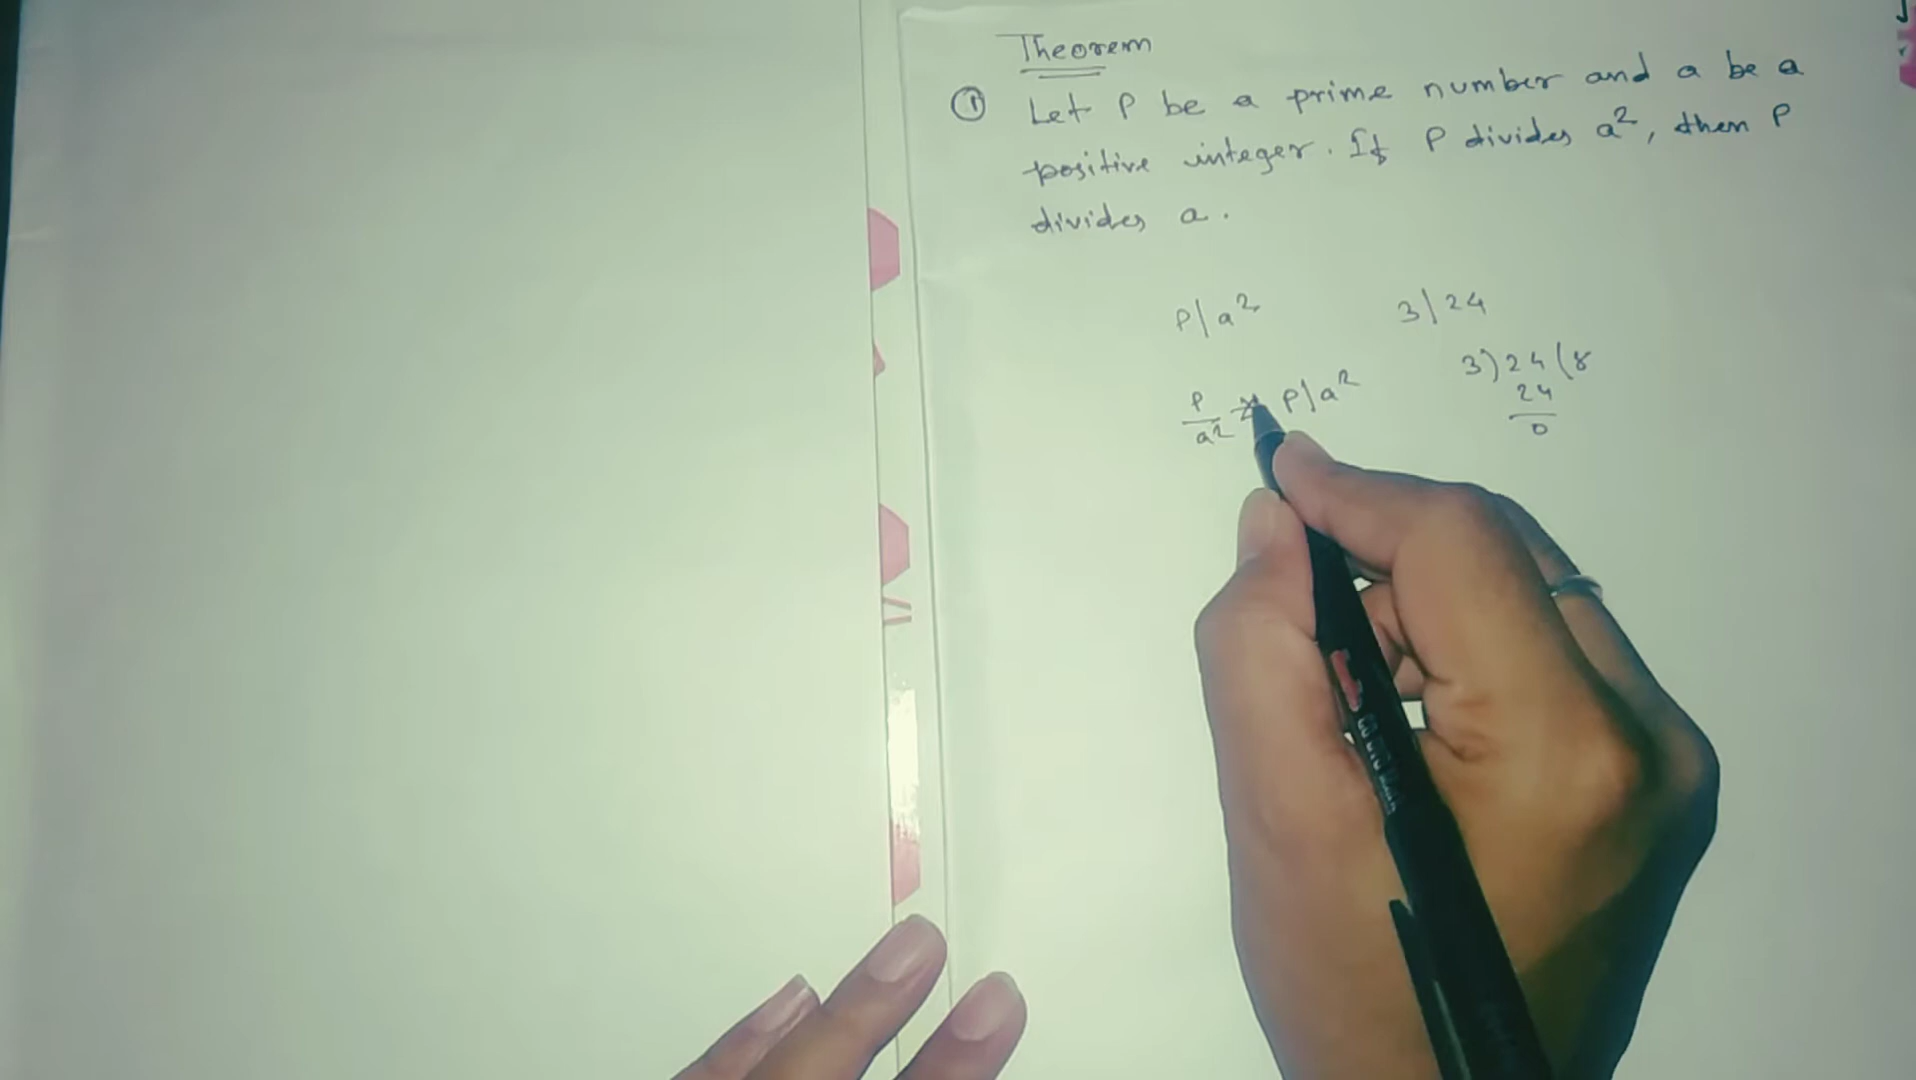 Theorem
① Let P be a prime number and a be a
positive integer. If P divides a², then P
divides a.
P|a² 3|24
3)24(8
24
0
P
a² P|a²